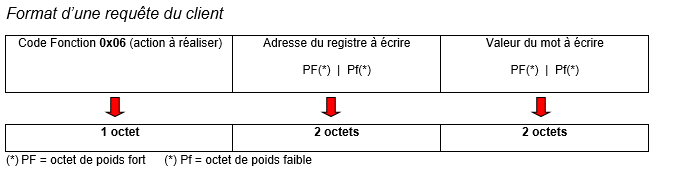 Format d'une requête du client
Code Fonction 0x06 (action à réaliser) Adresse du registre à écrire Valeur du mot à écrire
PF(*) | Pf(*) PF(*) | Pf(*)
1 octet 2 octets 2 octets
(*) PF = octet de poids fort (*) Pf = octet de poids faible